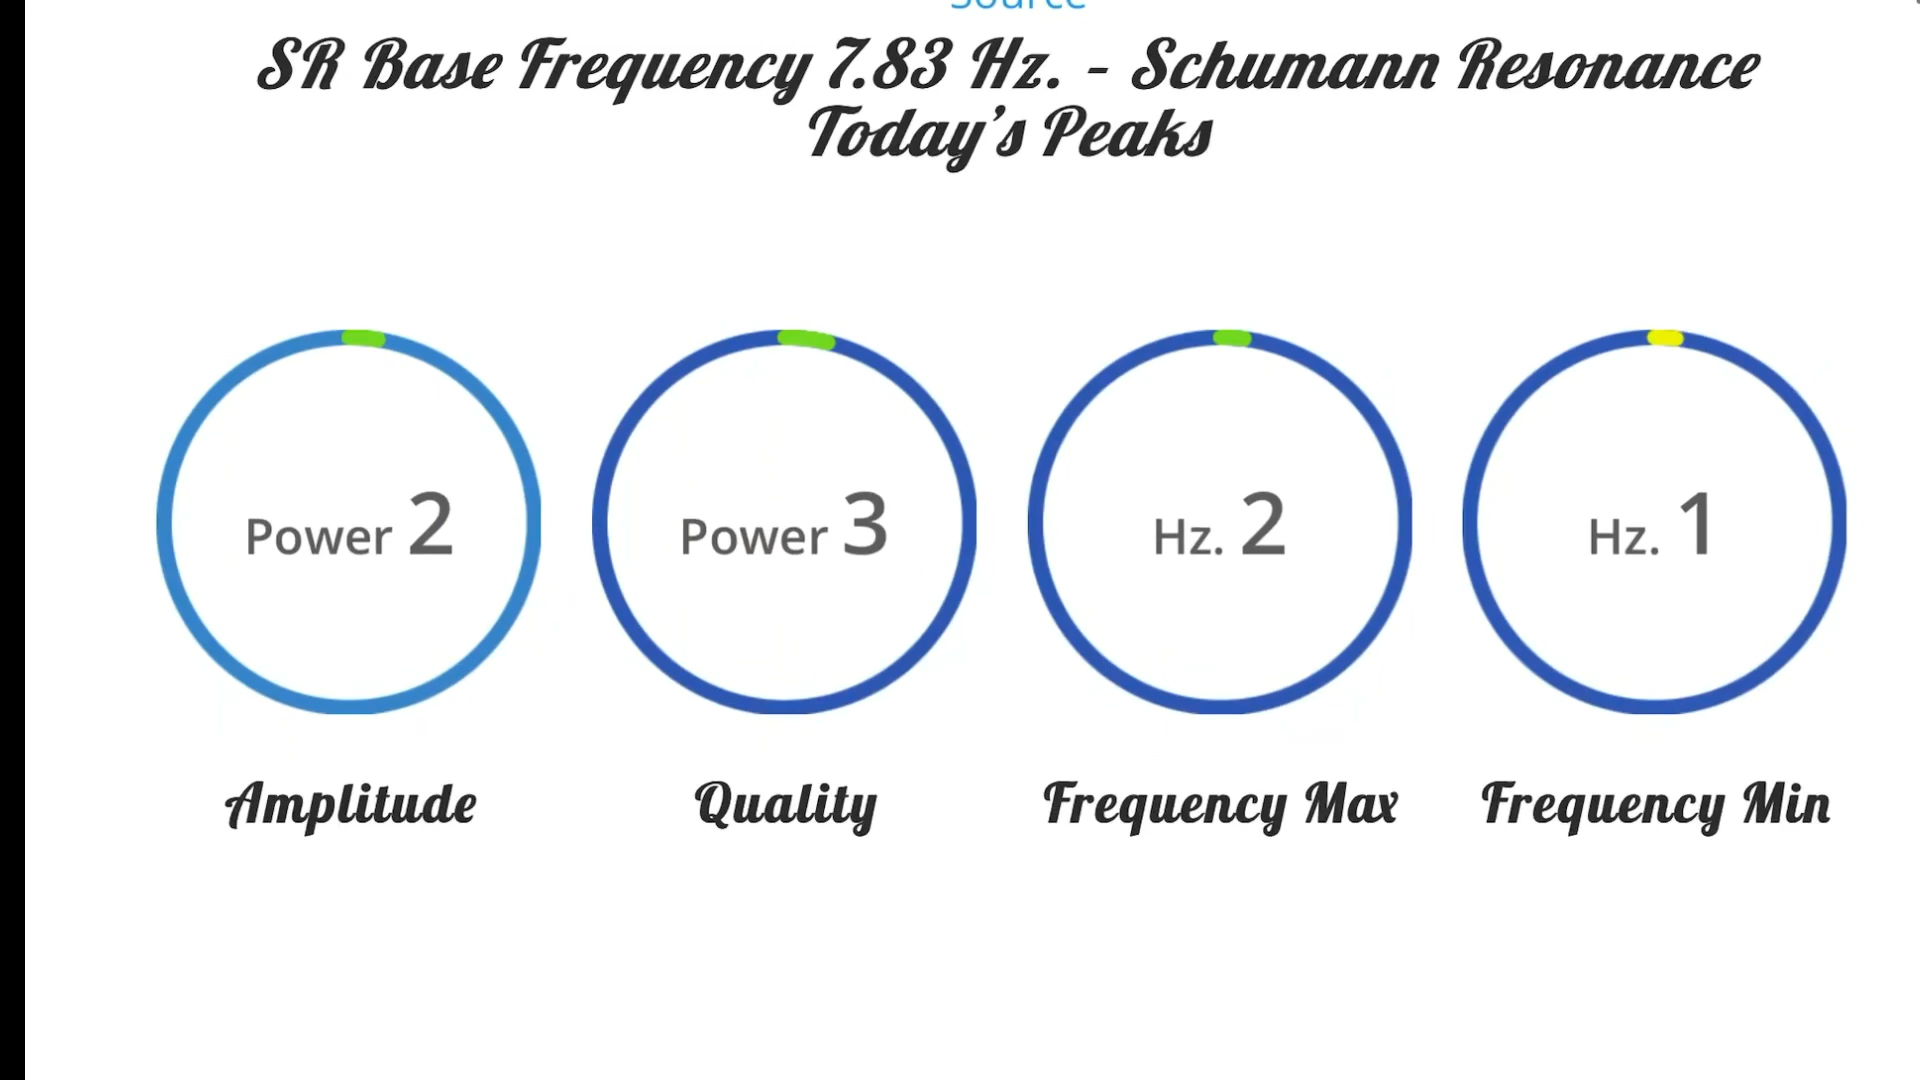 Source
SR Base Frequency 7.83 Hz. - Schumann Resonance
Today's Peaks
Power 2
Power 3
Hz. 2
Hz. 1
Amplitude
Quality
Frequency Max
Frequency Min